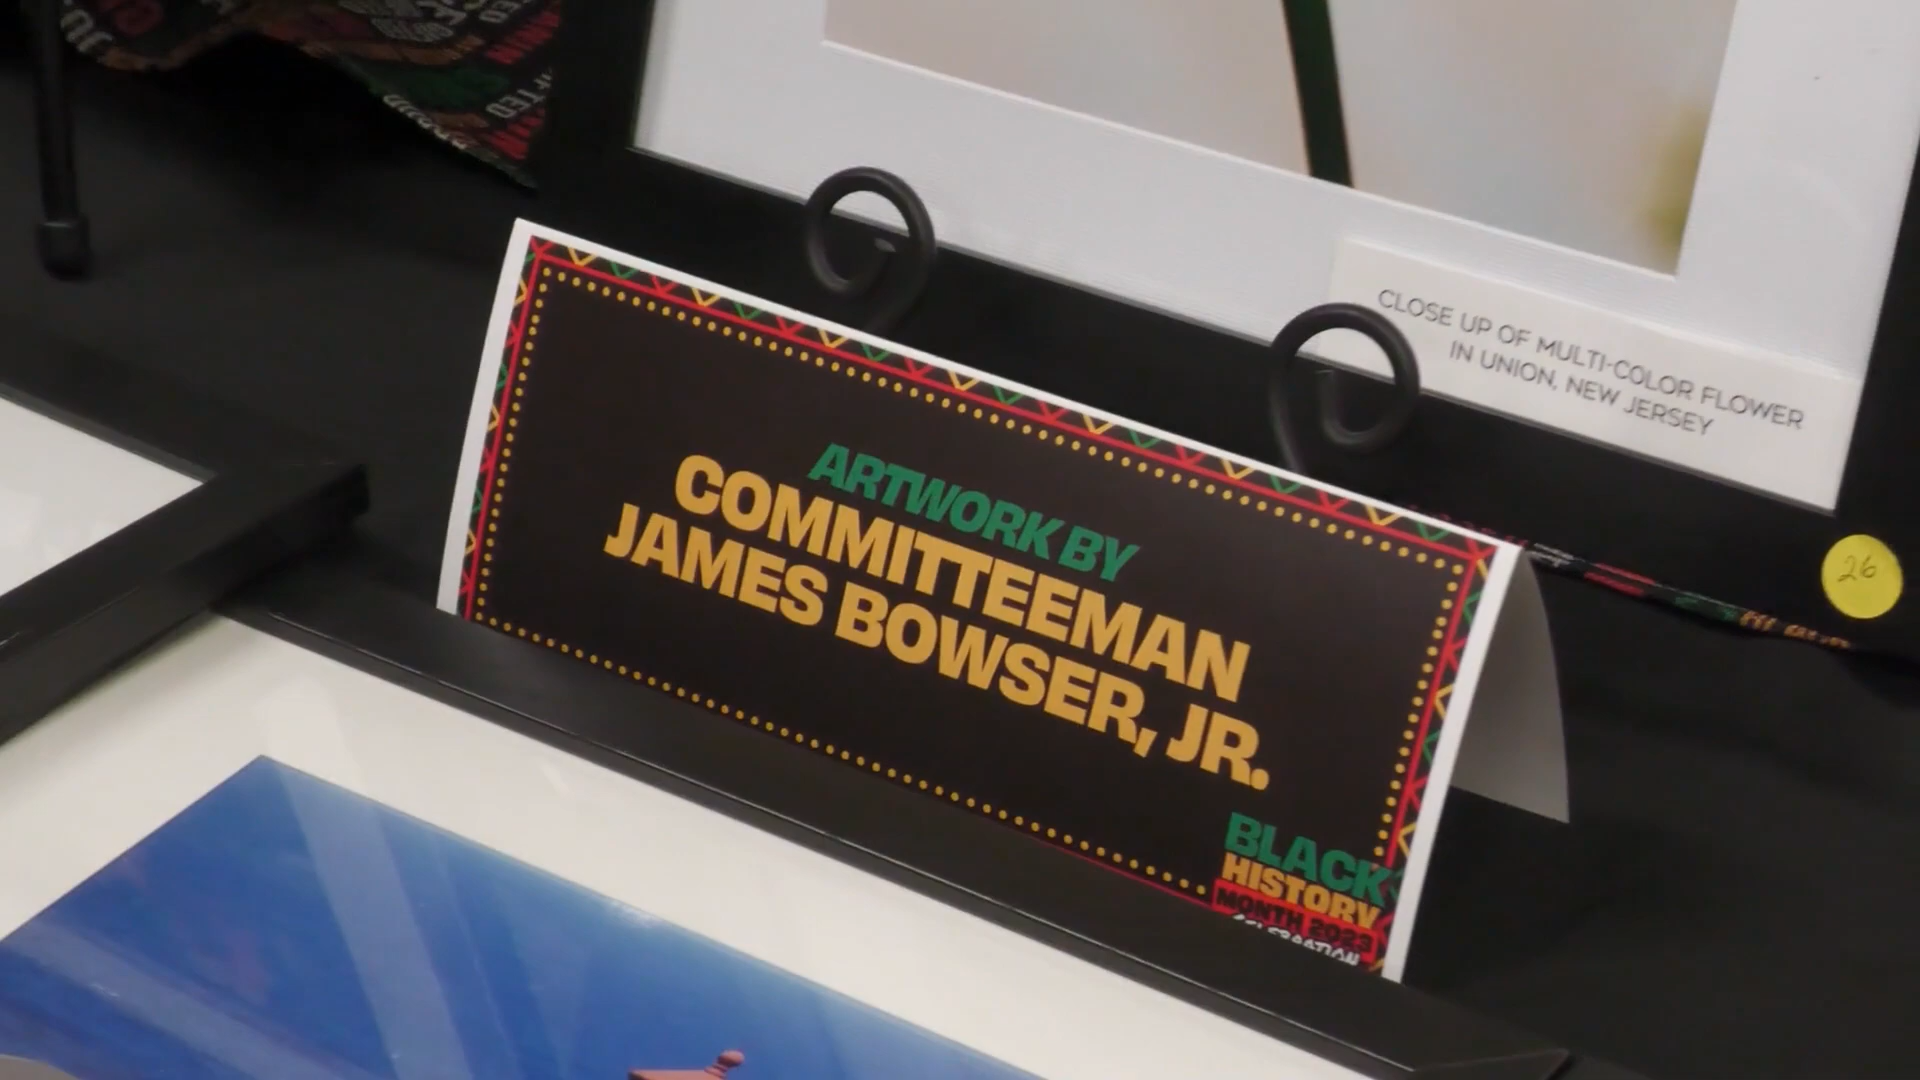 CLOSE UP OF MULTI-COLOR FLOWER
IN UNION, NEW JERSEY
26
ARTWORK BY
COMMITTEEMAN
JAMES BOWSER, JR.
BLACK
HISTORY
MONTH 2023
CELEBRATION